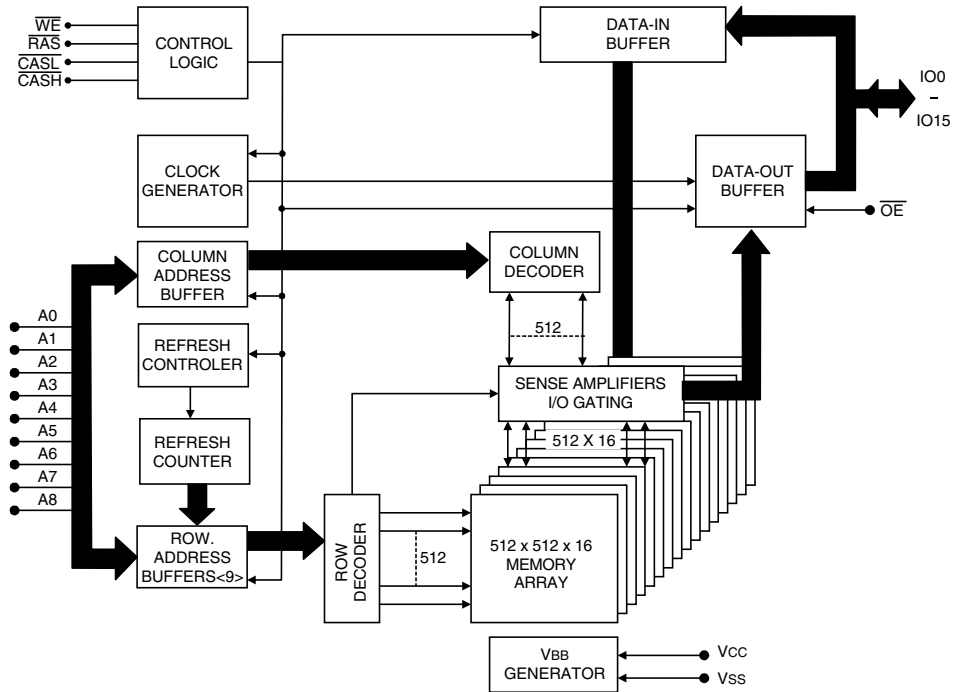 WE
RAS
CASL
CASH
CONTROL
LOGIC
DATA-IN
BUFFER
IO0
–
IO15
CLOCK
GENERATOR
DATA-OUT
BUFFER
OE
COLUMN
ADDRESS
BUFFER
COLUMN
DECODER
A0
A1
A2
A3
A4
A5
A6
A7
A8
512
REFRESH
CONTROLER
SENSE AMPLIFIERS
I/O GATING
REFRESH
COUNTER
512 X 16
ROW.
ADDRESS
BUFFERS<9>
ROW
DECODER
512
512 x 512 x 16
MEMORY
ARRAY
VBB
GENERATOR
VCC
VSS